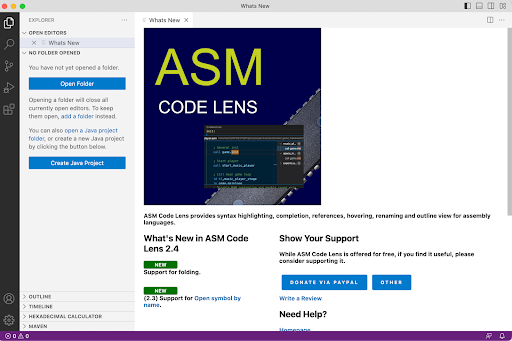 Whats New
EXPLORER
Whats New
OPEN EDITORS
Whats New
NO FOLDER OPENED
You have not yet opened a folder.
Open Folder
Opening a folder will close all
currently open editors. To keep
them open, add a folder instead.
You can also open a Java project
folder, or create a new Java project
by clicking the button below.
Create Java Project
OUTLINE
TIMELINE
HEXADECIMAL CALCULATOR
MAVEN
0 0
ASM
CODE LENS
; General init
; Start player
call start_music_player
ASM Code Lens provides syntax highlighting, completion, references, hovering, renaming and outline view for assembly
languages.
What's New in ASM Code
Lens 2.4
NEW
Support for folding.
NEW
(2.3) Support for Open symbol by
name.
Show Your Support
While ASM Code Lens is offered for free, if you find it useful, please
consider supporting it.
DONATE VIA PAYPAL OTHER
Write a Review
Need Help?
Homepage